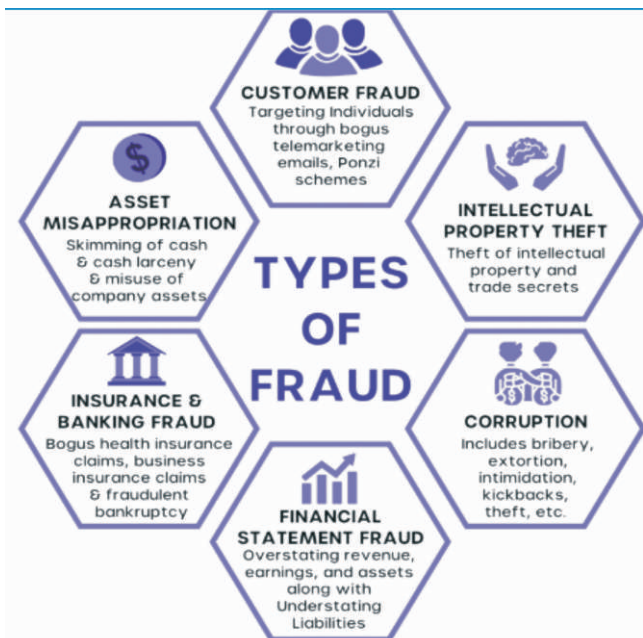 CUSTOMER FRAUD
Targeting Individuals
through bogus
telemarketing
emails, Ponzi
schemes
ASSET
MISAPPROPRIATION
Skimming of cash
& cash larceny
& misuse of
company assets
INTELLECTUAL
PROPERTY THEFT
Theft of intellectual
property and
trade secrets
TYPES
OF
FRAUD
INSURANCE &
BANKING FRAUD
Bogus health insurance
claims, business
insurance claims
& fraudulent
bankruptcy
CORRUPTION
Includes bribery,
extortion,
intimidation,
kickbacks,
theft, etc.
FINANCIAL
STATEMENT FRAUD
Overstating revenue,
earnings, and assets
along with
Understating
Liabilities